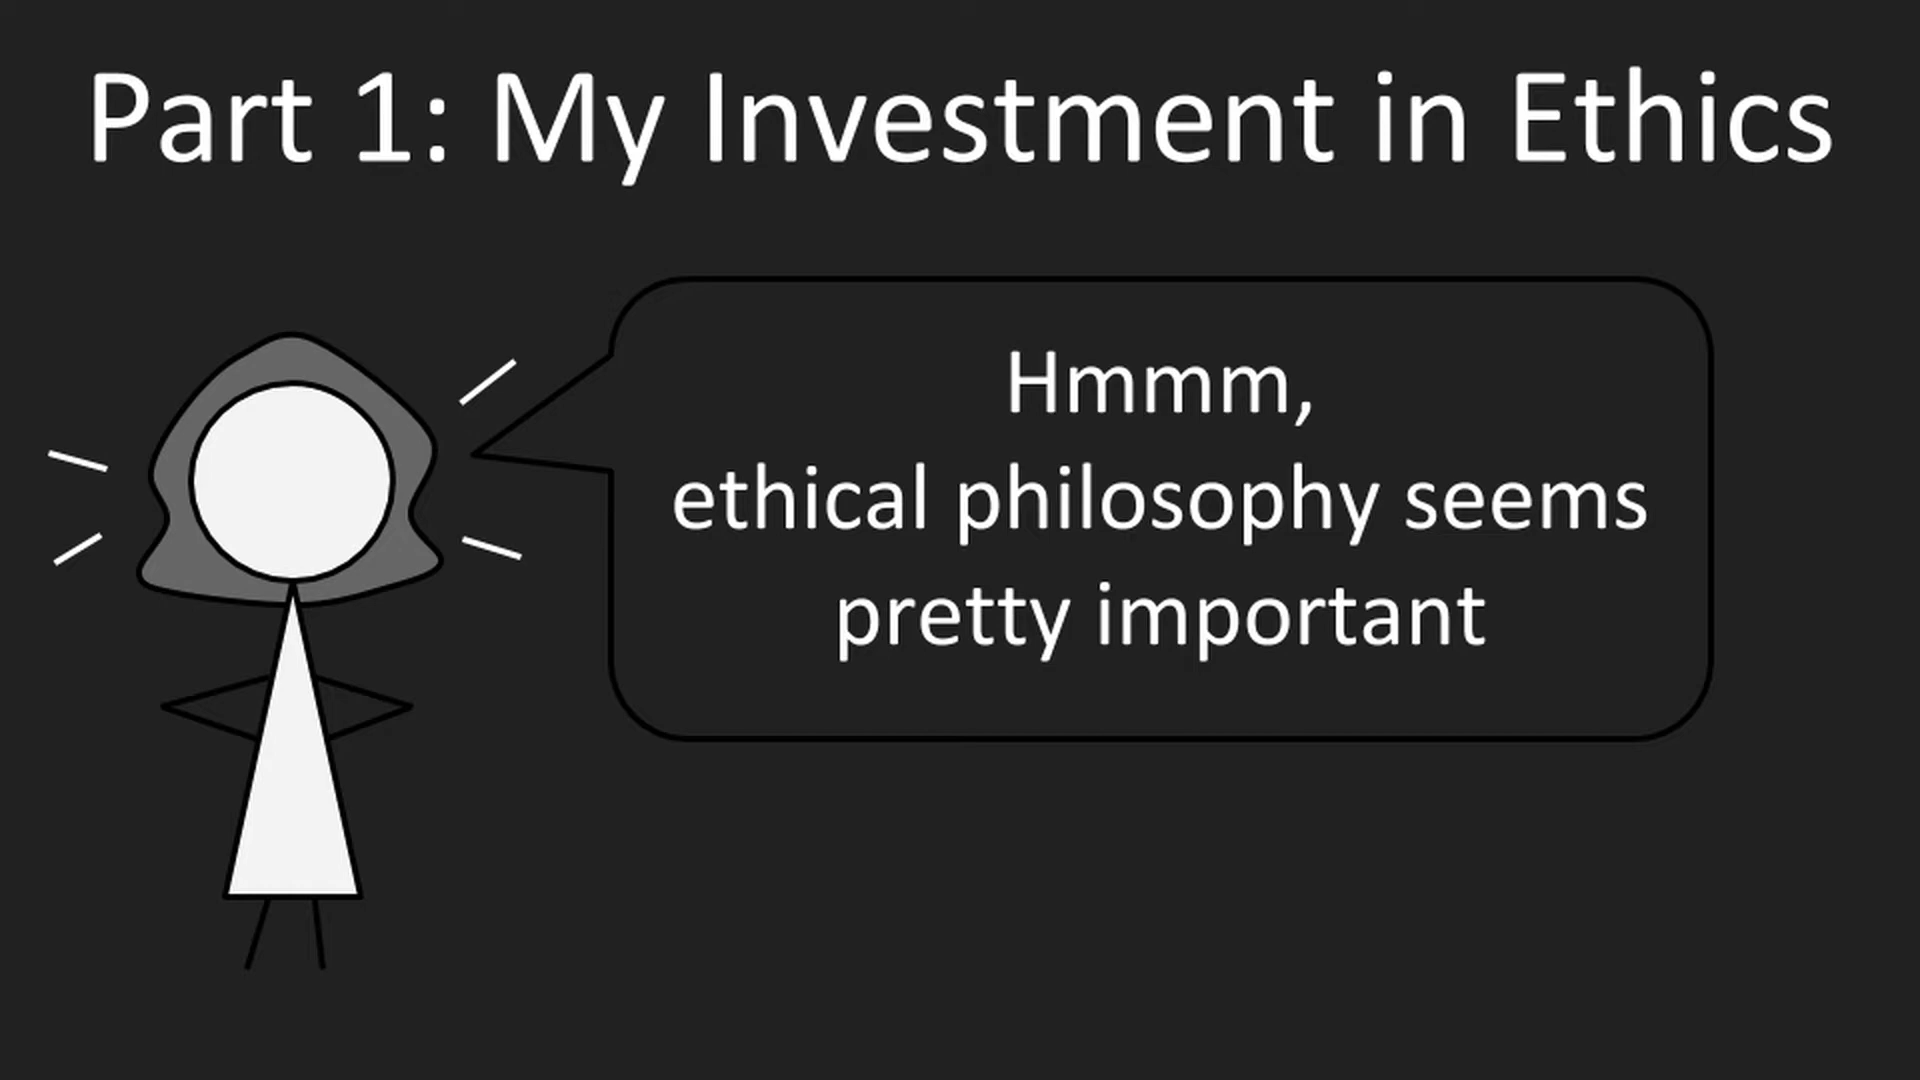 Part 1: My Investment in Ethics
Hmmm,
ethical philosophy seems
pretty important